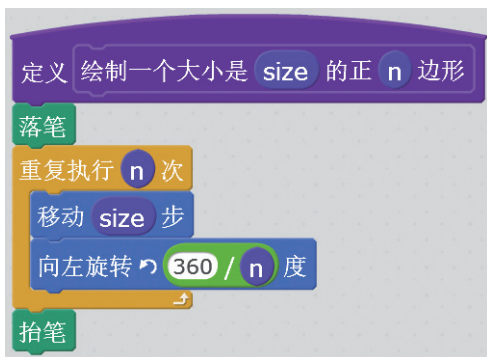 定义 绘制一个大小是 size 的正 n 边形
落笔
重复执行 n 次
移动 size 步
向左旋转 ↶ 360 / n 度
抬笔